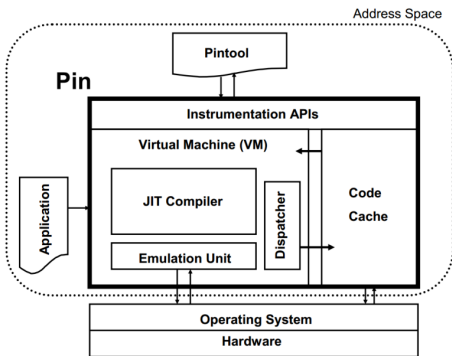 Address Space
Pintool
Pin
Instrumentation APIs
Virtual Machine (VM)
JIT Compiler
Emulation Unit
Dispatcher
Code
Cache
Application
Operating System
Hardware